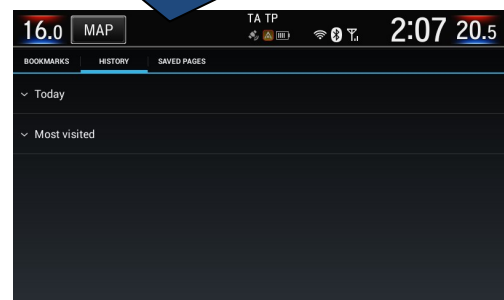 TA TP
16.0 MAP 2:07 20.5
BOOKMARKS HISTORY SAVED PAGES
Today
Most visited